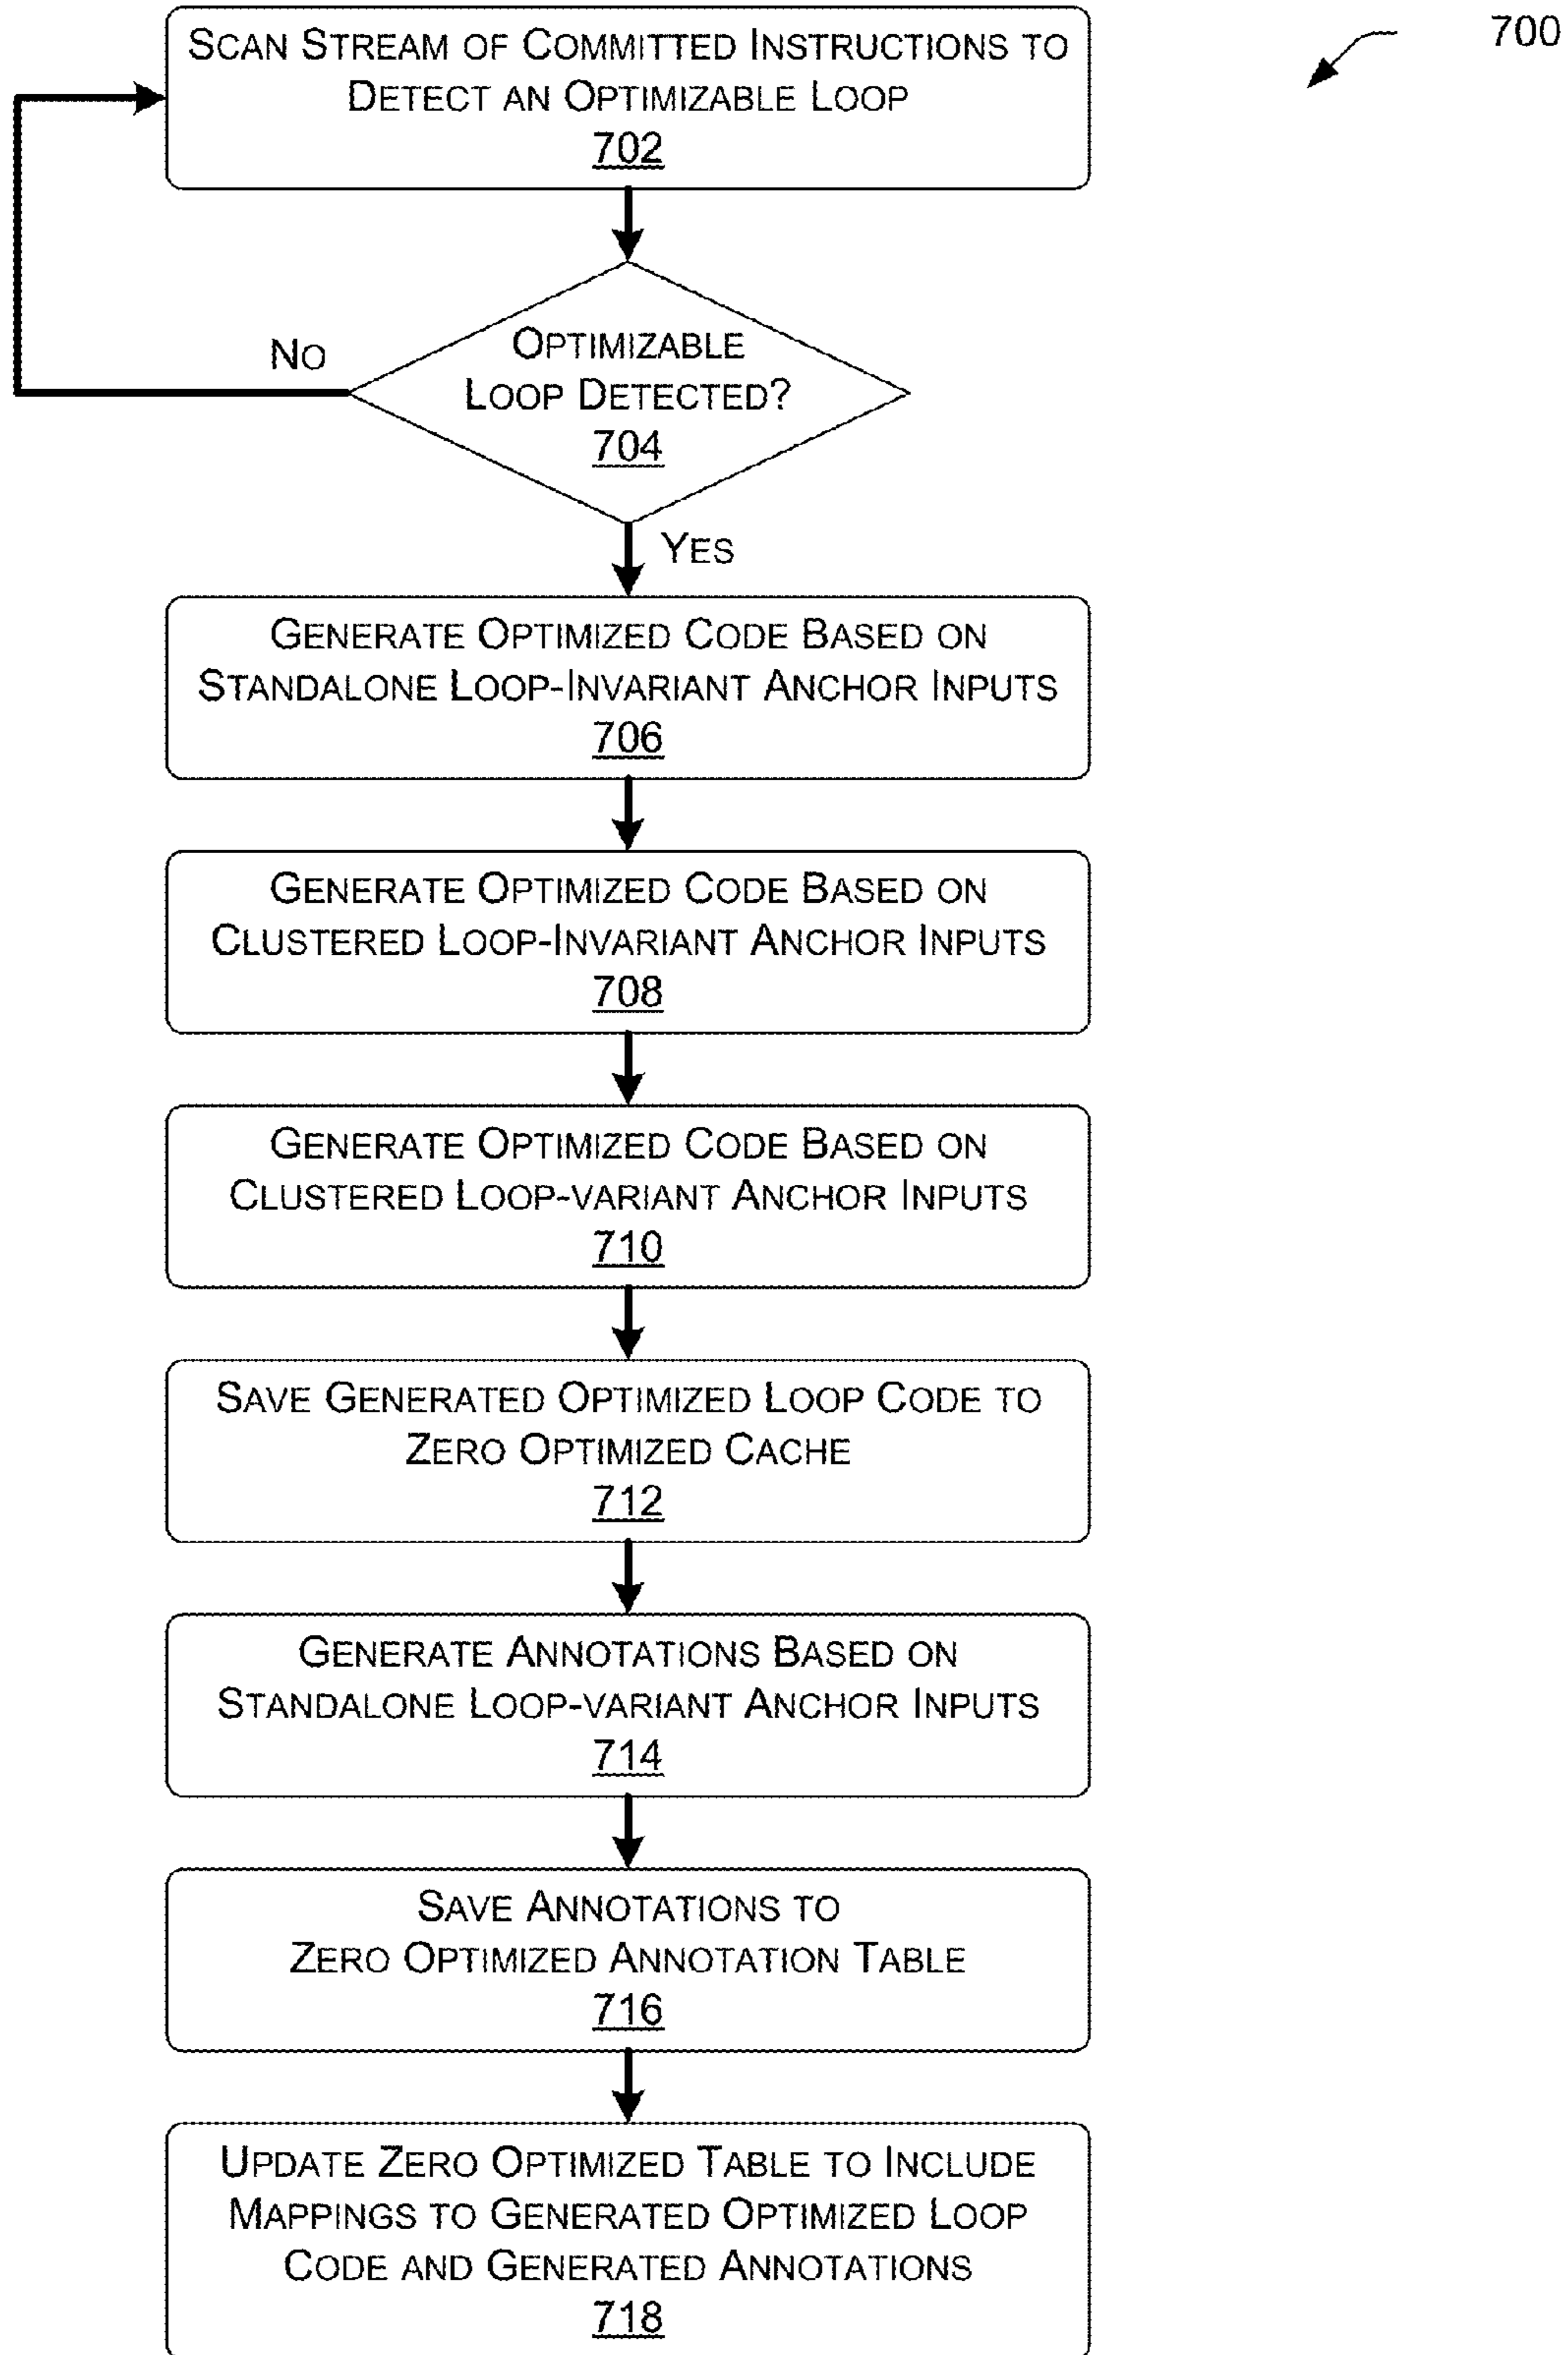 700
SCAN STREAM OF COMMITTED INSTRUCTIONS TO
DETECT AN OPTIMIZABLE LOOP
702
OPTIMIZABLE
LOOP DETECTED?
704
NO
YES
GENERATE OPTIMIZED CODE BASED ON
STANDALONE LOOP-INVARIANT ANCHOR INPUTS
706
GENERATE OPTIMIZED CODE BASED ON
CLUSTERED LOOP-INVARIANT ANCHOR INPUTS
708
GENERATE OPTIMIZED CODE BASED ON
CLUSTERED LOOP-VARIANT ANCHOR INPUTS
710
SAVE GENERATED OPTIMIZED LOOP CODE TO
ZERO OPTIMIZED CACHE
712
GENERATE ANNOTATIONS BASED ON
STANDALONE LOOP-VARIANT ANCHOR INPUTS
714
SAVE ANNOTATIONS TO
ZERO OPTIMIZED ANNOTATION TABLE
716
UPDATE ZERO OPTIMIZED TABLE TO INCLUDE
MAPPINGS TO GENERATED OPTIMIZED LOOP
CODE AND GENERATED ANNOTATIONS
718